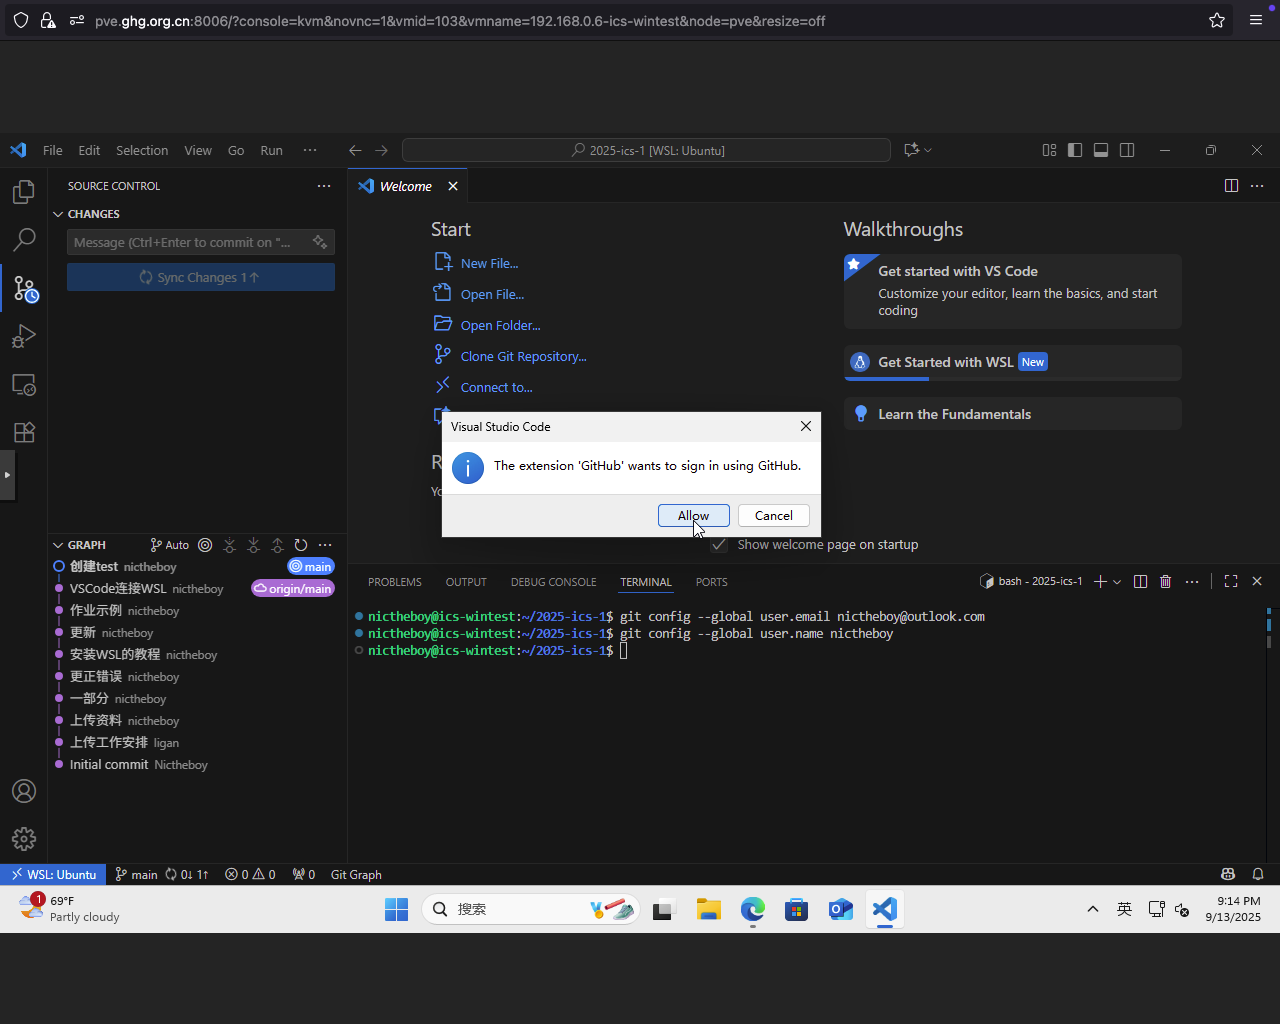 pve.ghg.org.cn:8006/?console=kvm&novnc=1&vmid=103&vmname=192.168.0.6-ics-wintest&node=pve&resize=off
File Edit Selection View Go Run ···
2025-ics-1 [WSL: Ubuntu]
SOURCE CONTROL
Welcome
CHANGES
Message (Ctrl+Enter to commit on "...
Sync Changes 1↑
Start
New File...
Open File...
Open Folder...
Clone Git Repository...
Connect to...
Walkthroughs
Get started with VS Code
Customize your editor, learn the basics, and start
coding
Get Started with WSL New
Learn the Fundamentals
Visual Studio Code
The extension 'GitHub' wants to sign in using GitHub.
Allow Cancel
Show welcome page on startup
GRAPH Auto
创建test nictheboy main
VSCode连接WSL nictheboy origin/main
作业示例 nictheboy
更新 nictheboy
安装WSL的教程 nictheboy
更正错误 nictheboy
一部分 nictheboy
上传资料 nictheboy
上传工作安排 ligan
Initial commit Nictheboy
PROBLEMS OUTPUT DEBUG CONSOLE TERMINAL PORTS
bash - 2025-ics-1
nictheboy@ics-wintest:~/2025-ics-1$ git config --global user.email nictheboy@outlook.com
nictheboy@ics-wintest:~/2025-ics-1$ git config --global user.name nictheboy
nictheboy@ics-wintest:~/2025-ics-1$
WSL: Ubuntu main 0↓ 1↑ 0 0 0 Git Graph
1
69°F
Partly cloudy
搜索
英
9:14 PM
9/13/2025